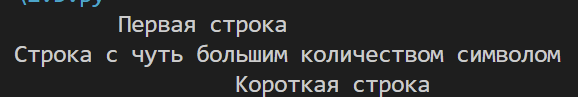 Первая строка
Строка с чуть большим количеством символом
Короткая строка